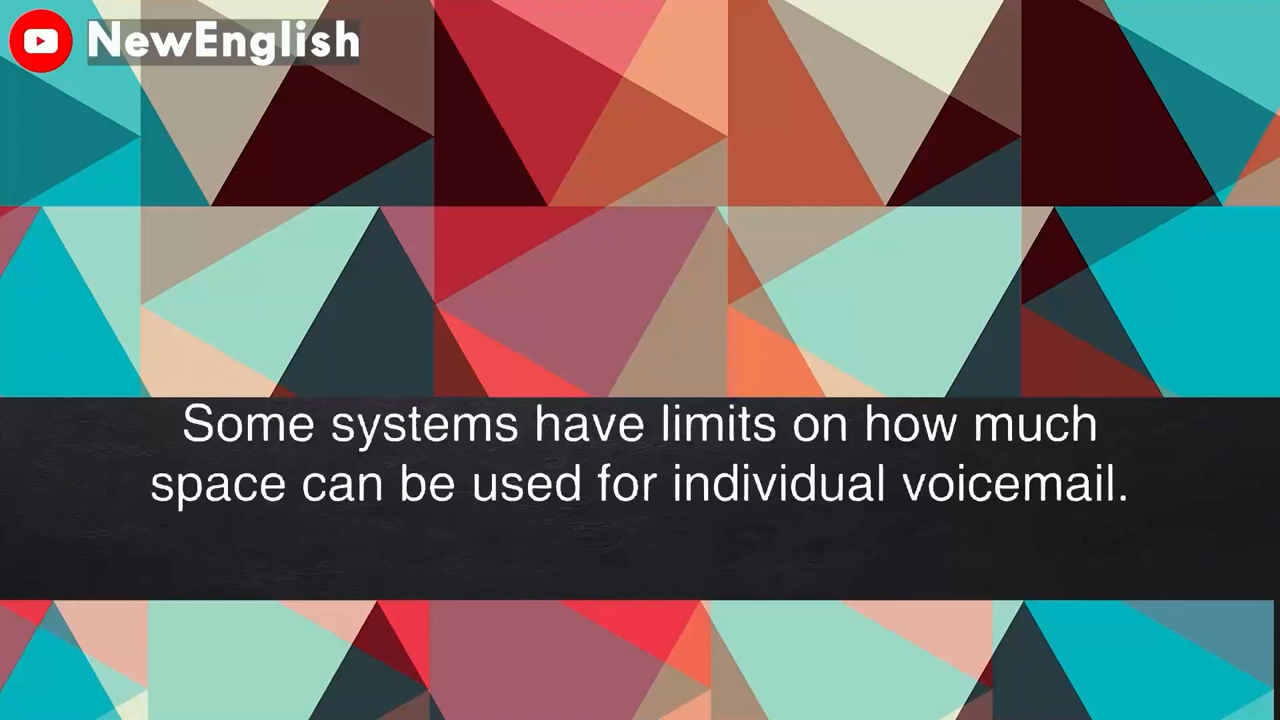 NewEnglish
Some systems have limits on how much
space can be used for individual voicemail.